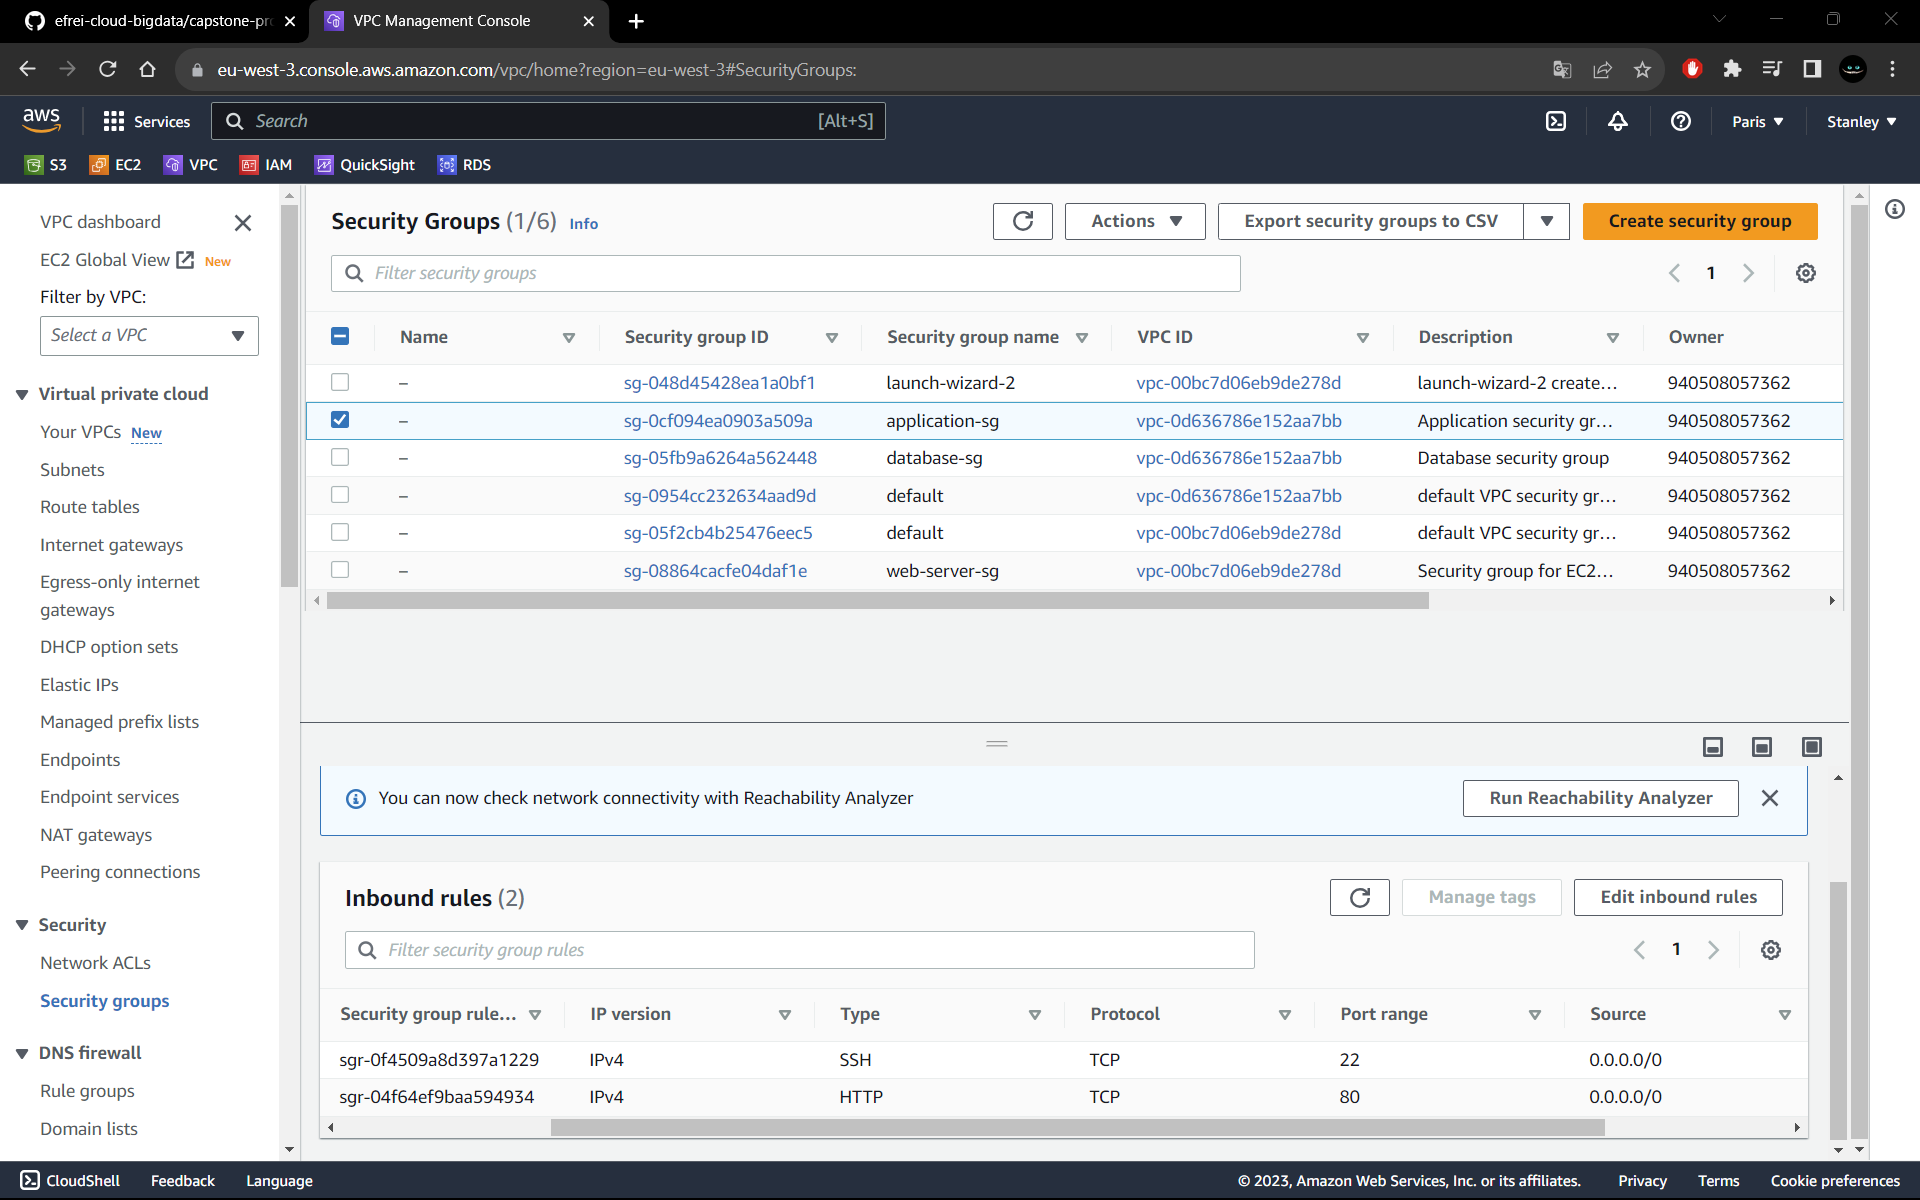 efrei-cloud-bigdata/capstone-pro
VPC Management Console
eu-west-3.console.aws.amazon.com/vpc/home?region=eu-west-3#SecurityGroups:
aws
Services
Search
[Alt+S]
Paris
Stanley
S3
EC2
VPC
IAM
QuickSight
RDS
VPC dashboard
EC2 Global View
New
Filter by VPC:
Select a VPC
Virtual private cloud
Your VPCs New
Subnets
Route tables
Internet gateways
Egress-only internet
gateways
DHCP option sets
Elastic IPs
Managed prefix lists
Endpoints
Endpoint services
NAT gateways
Peering connections
Security
Network ACLs
Security groups
DNS firewall
Rule groups
Domain lists
Security Groups (1/6) Info
Actions
Export security groups to CSV
Create security group
Filter security groups
1
Name Security group ID Security group name VPC ID Description Owner
– sg-048d45428ea1a0bf1 launch-wizard-2 vpc-00bc7d06eb9de278d launch-wizard-2 create... 940508057362
– sg-0cf094ea0903a509a application-sg vpc-0d636786e152aa7bb Application security gr... 940508057362
– sg-05fb9a6264a562448 database-sg vpc-0d636786e152aa7bb Database security group 940508057362
– sg-0954cc232634aad9d default vpc-0d636786e152aa7bb default VPC security gr... 940508057362
– sg-05f2cb4b25476eec5 default vpc-00bc7d06eb9de278d default VPC security gr... 940508057362
– sg-08864cacfe04daf1e web-server-sg vpc-00bc7d06eb9de278d Security group for EC2... 940508057362
You can now check network connectivity with Reachability Analyzer
Run Reachability Analyzer
Inbound rules (2)
Manage tags
Edit inbound rules
Filter security group rules
1
Security group rule... IP version Type Protocol Port range Source
sgr-0f4509a8d397a1229 IPv4 SSH TCP 22 0.0.0.0/0
sgr-04f64ef9baa594934 IPv4 HTTP TCP 80 0.0.0.0/0
CloudShell
Feedback
Language
© 2023, Amazon Web Services, Inc. or its affiliates.
Privacy
Terms
Cookie preferences